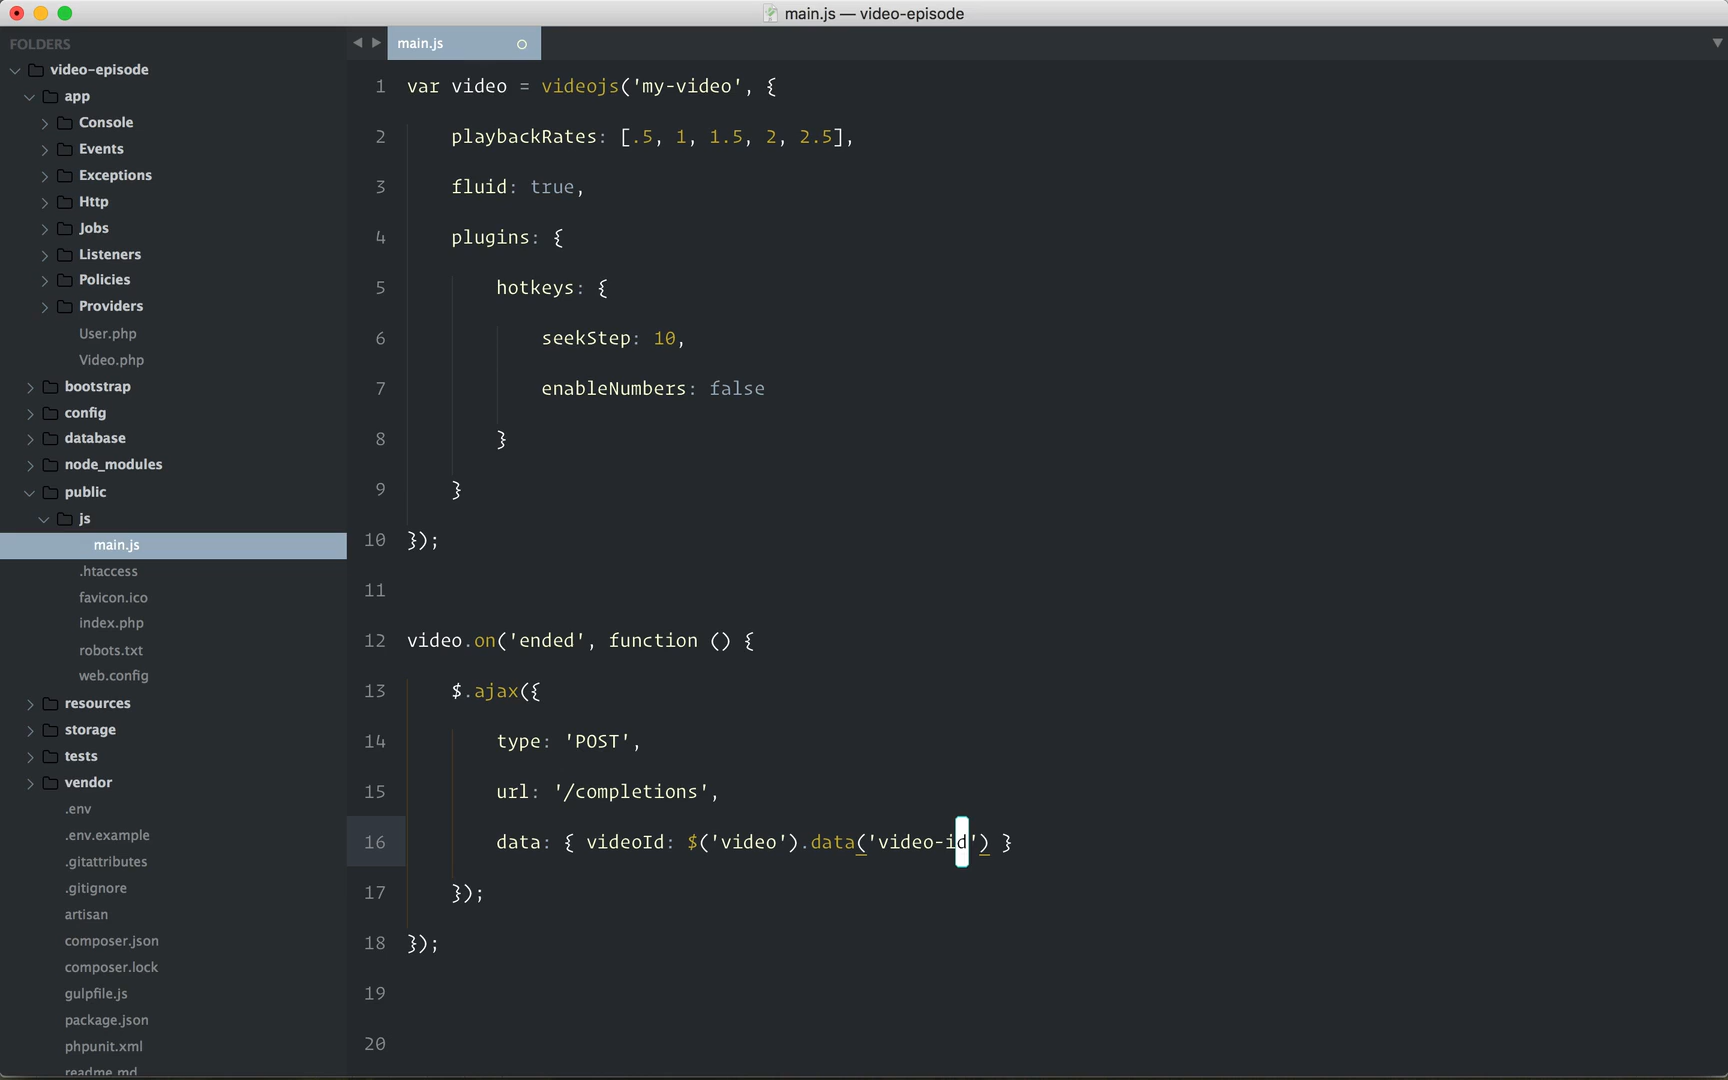 main.js — video-episode
FOLDERS
video-episode
app
Console
Events
Exceptions
Http
Jobs
Listeners
Policies
Providers
User.php
Video.php
bootstrap
config
database
node_modules
public
js
main.js
.htaccess
favicon.ico
index.php
robots.txt
web.config
resources
storage
tests
vendor
.env
.env.example
.gitattributes
.gitignore
artisan
composer.json
composer.lock
gulpfile.js
package.json
phpunit.xml
readme.md
main.js
1 var video = videojs('my-video', {
2 playbackRates: [.5, 1, 1.5, 2, 2.5],
3 fluid: true,
4 plugins: {
5 hotkeys: {
6 seekStep: 10,
7 enableNumbers: false
8 }
9 }
10 });
11
12 video.on('ended', function () {
13 $.ajax({
14 type: 'POST',
15 url: '/completions',
16 data: { videoId: $('video').data('video-id') }
17 });
18 });
19
20